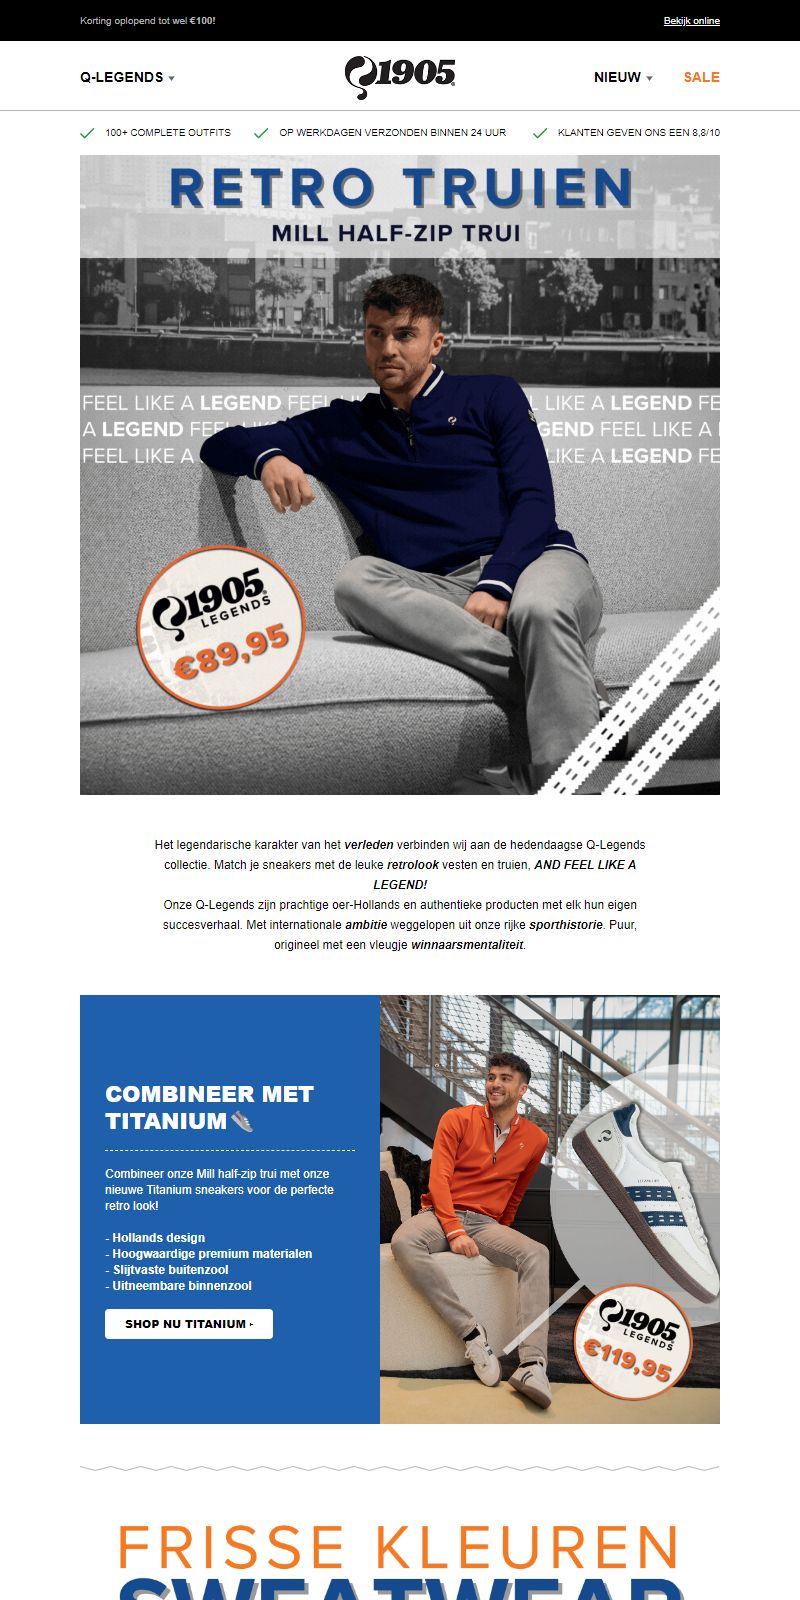 Korting oplopend tot wel €100!
Bekijk online
Q-LEGENDS
1905
NIEUW
SALE
100+ COMPLETE OUTFITS
OP WERKDAGEN VERZONDEN BINNEN 24 UUR
KLANTEN GEVEN ONS EEN 8,8/10
RETRO TRUIEN
MILL HALF-ZIP TRUI
FEEL LIKE A LEGEND FEEL LIKE A LEGEND FE
A LEGEND FEEL LIKE LEGEND FEEL LIKE A
FEEL LIKE A LIKE A LEGEND FE
1905
LEGENDS
€89,95
Het legendarische karakter van het verleden verbinden wij aan de hedendaagse Q-Legends
collectie. Match je sneakers met de leuke retrolook vesten en truien, AND FEEL LIKE A
LEGEND!
Onze Q-Legends zijn prachtige oer-Hollands en authentieke producten met elk hun eigen
succesverhaal. Met internationale ambitie weggelopen uit onze rijke sporthistorie. Puur,
origineel met een vleugje winnaarsmentaliteit.
COMBINEER MET
TITANIUM
Combineer onze Mill half-zip trui met onze
nieuwe Titanium sneakers voor de perfecte
retro look!
- Hollands design
- Hoogwaardige premium materialen
- Slijtvaste buitenzool
- Uitneembare binnenzool
SHOP NU TITANIUM
1905
LEGENDS
€119,95
FRISSE KLEUREN
SWEATWEAR